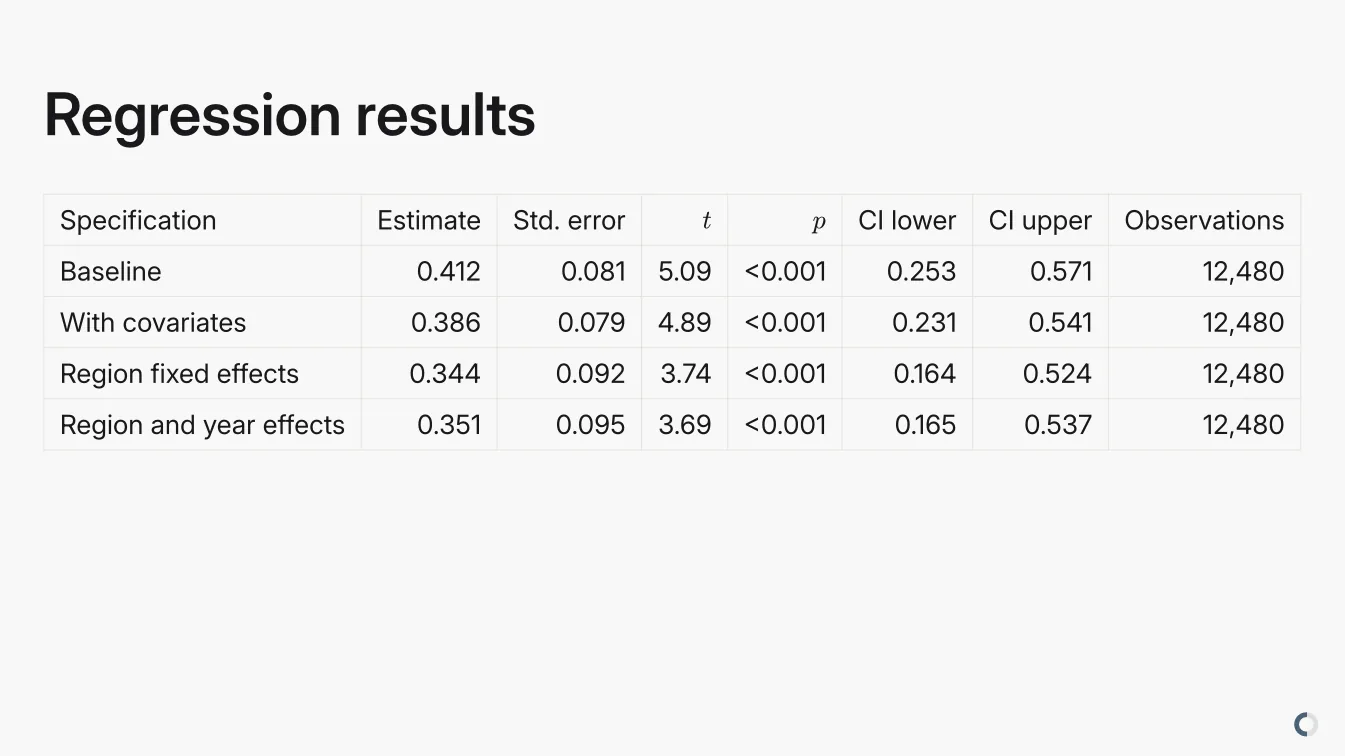 Regression results
Specification Estimate Std. error t p CI lower CI upper Observations
Baseline 0.412 0.081 5.09 <0.001 0.253 0.571 12,480
With covariates 0.386 0.079 4.89 <0.001 0.231 0.541 12,480
Region fixed effects 0.344 0.092 3.74 <0.001 0.164 0.524 12,480
Region and year effects 0.351 0.095 3.69 <0.001 0.165 0.537 12,480